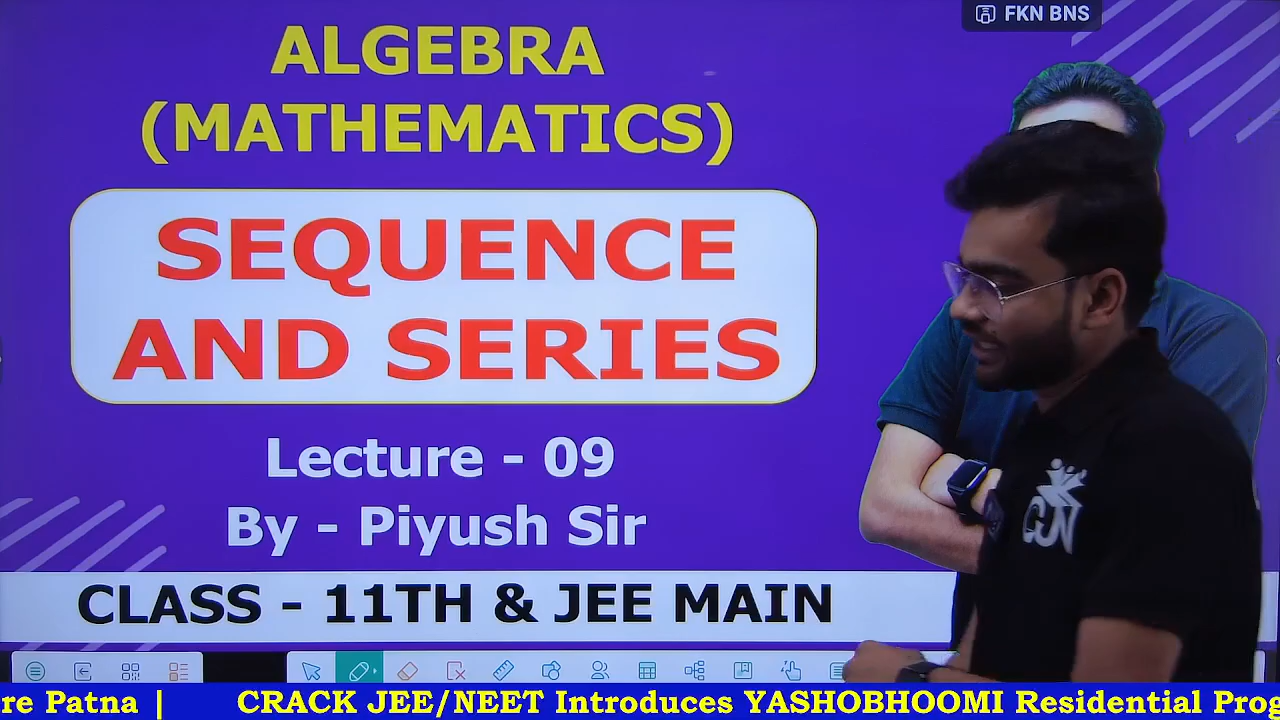 FKN BNS
ALGEBRA
(MATHEMATICS)
SEQUENCE
AND SERIES
Lecture - 09
By - Piyush Sir
CLASS - 11TH & JEE MAIN
re Patna | CRACK JEE/NEET Introduces YASHOBHOOMI Residential Prog